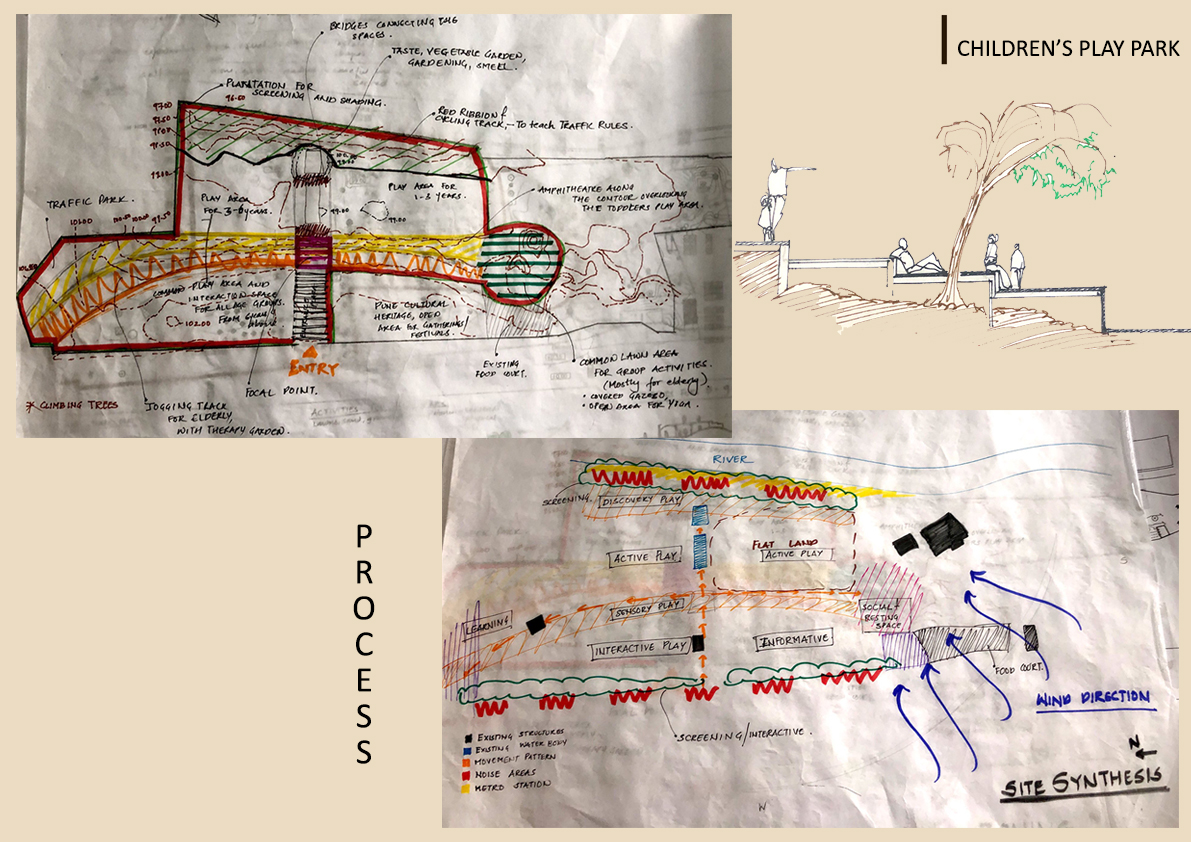 CHILDREN'S PLAY PARK
BRIDGES CONNECTING THE
SPACES.
TASTE, VEGETABLE GARDEN,
GARDENING, SMELL.
PLANTATION FOR
SCREENING AND SHADING.
RED RIBBON &
CYCLING TRACK, - TO teach TRAFFIC RULES.
TRAFFIC PARK.
PLAY AREA
FOR 3-6 years.
PLAY AREA FOR
1-3 YEARS.
99.00
99.00
AMPHITHEATRE ALONG
THE CONTOUR OVERLOOKING
THE TODDLERS PLAY AREA.
COMMON PLAY AREA AND
INTERACTION SPACE
FOR ALL AGE GROUPS.
102.00
PUNE CULTURAL
HERITAGE, OPEN
AREA FOR GATHERINGS/
FESTIVALS.
ENTRY
FOCAL POINT.
EXISTING
FOOD COURT.
COMMON LAWN AREA
FOR GROUP ACTIVITIES.
(Mostly for elderly)
• COVERED GAZEBO,
• OPEN AREA FOR YOGA.
CLIMBING TREES
JOGGING TRACK
FOR ELDERLY,
WITH THERAPY GARDEN.
PROCESS
RIVER
SCREENING
DISCOVERY PLAY
ACTIVE PLAY
FLAT LAND
ACTIVE PLAY
SENSORY PLAY
LEARNING
SOCIAL &
RESTING
SPACE
INTERACTIVE PLAY
INFORMATIVE
FOOD COURT.
WIND DIRECTION
SCREENING/INTERACTIVE.
EXISTING STRUCTURES
EXISTING WATER BODY
MOVEMENT PATTERN
NOISE AREAS
METRO STATION
N
SITE SYNTHESIS
W